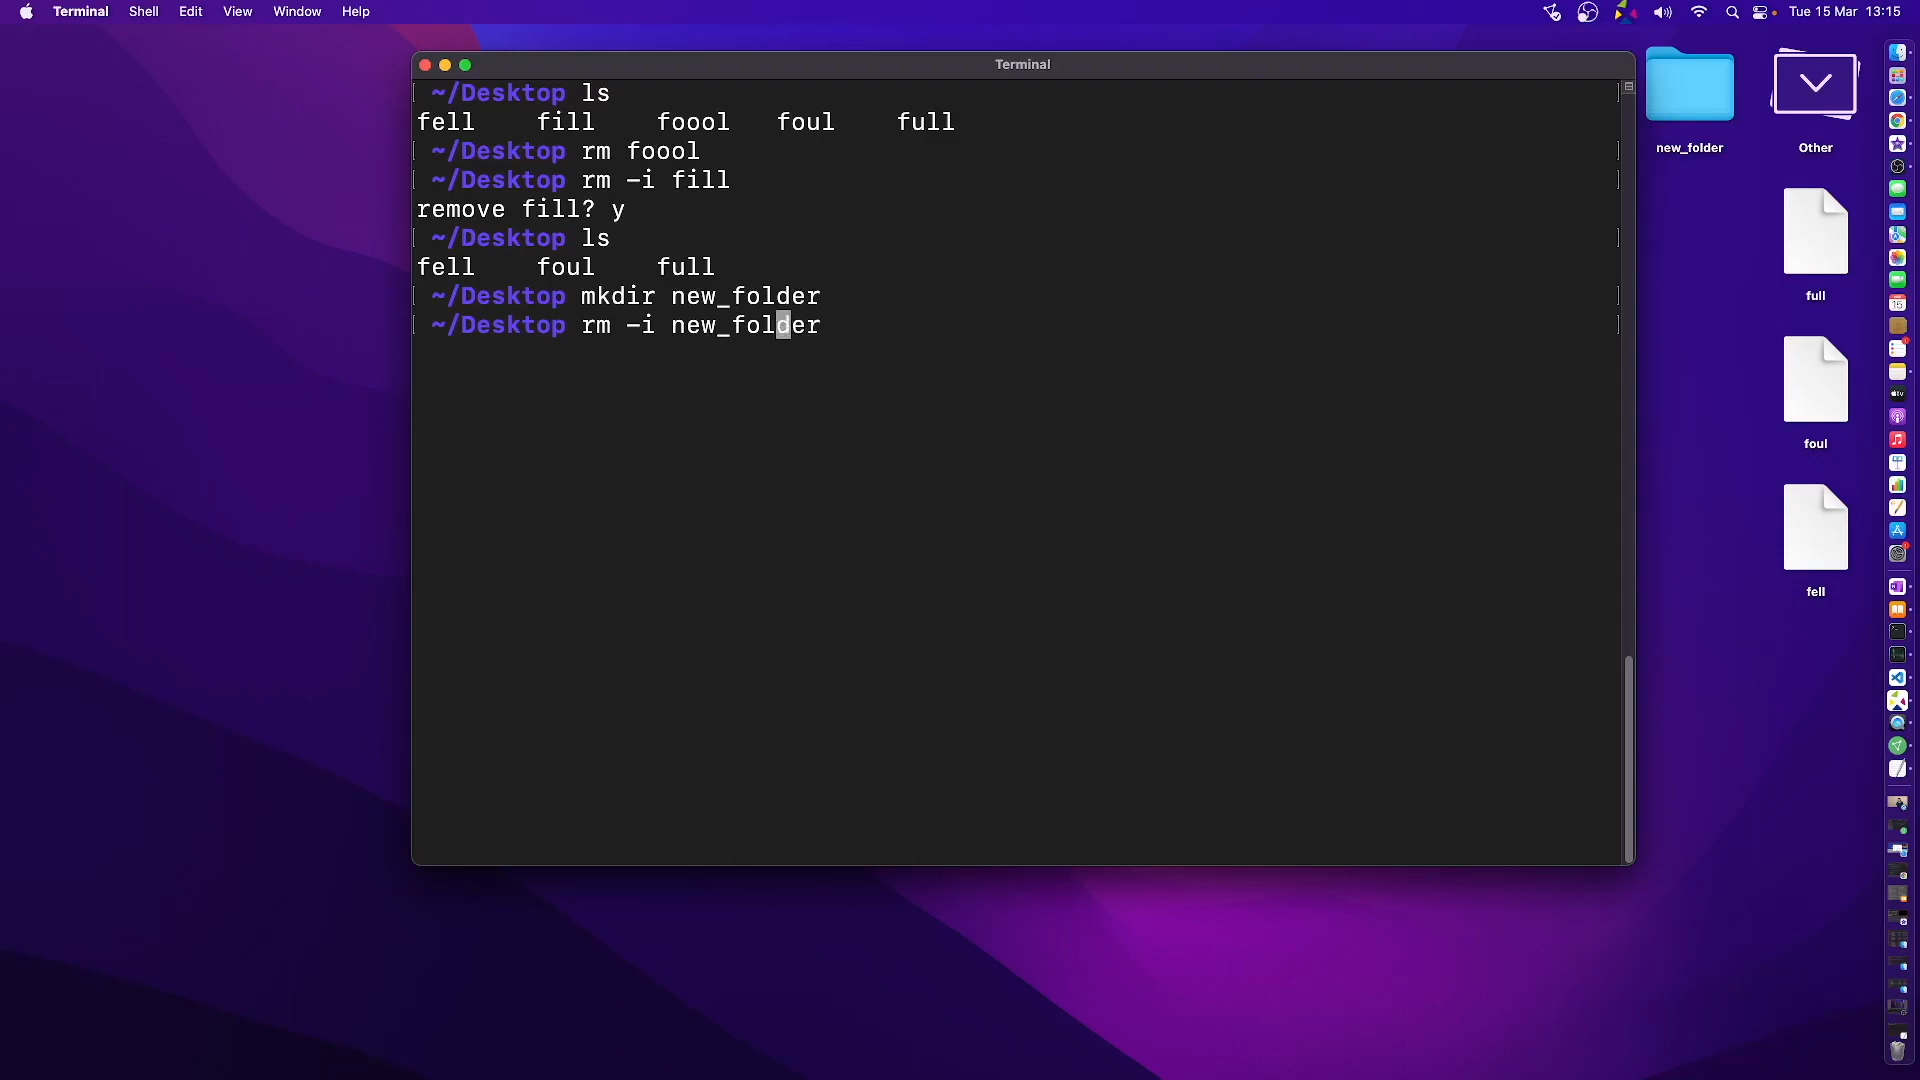 Terminal Shell Edit View Window Help Tue 15 Mar 13:15
Terminal
~/Desktop ls
fell fill foool foul full
~/Desktop rm foool
~/Desktop rm -i fill
remove fill? y
~/Desktop ls
fell foul full
~/Desktop mkdir new_folder
~/Desktop rm -i new_folder
new_folder
Other
full
foul
fell